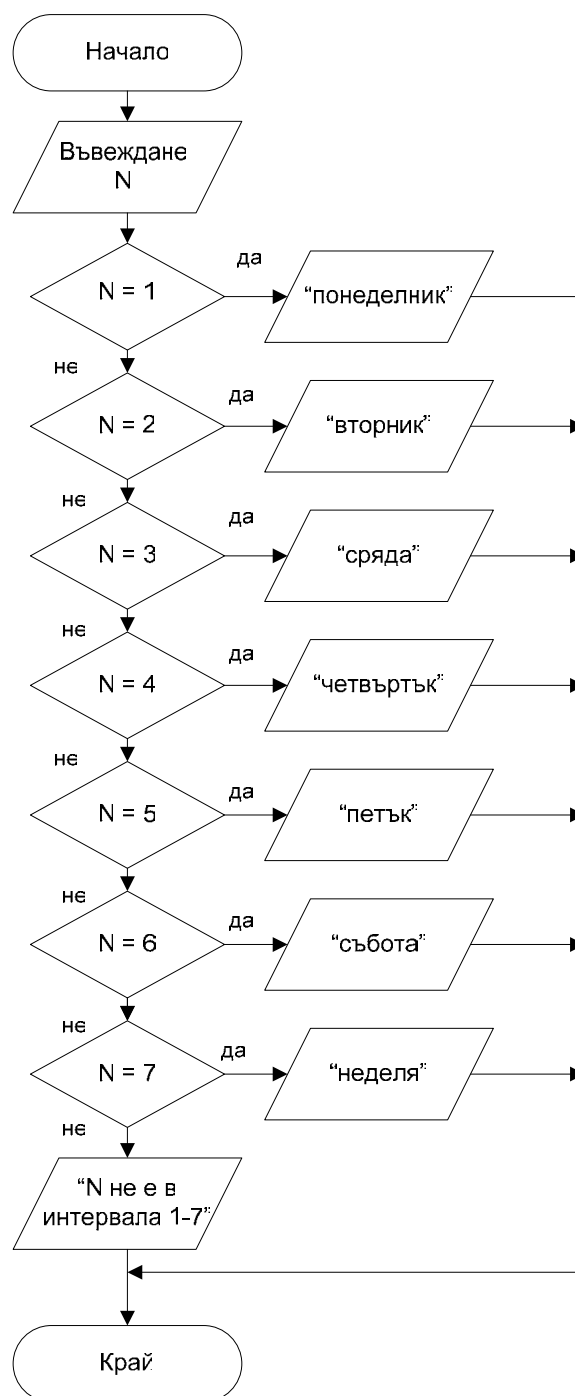 Начало
Въвеждане
N
да
N = 1
“понеделник”
не
да
N = 2
“вторник”
не
да
N = 3
“сряда”
не
да
N = 4
“четвъртък”
не
да
N = 5
“петък”
не
да
N = 6
“събота”
не
да
N = 7
“неделя”
не
“N не е в
интервала 1-7”
Край